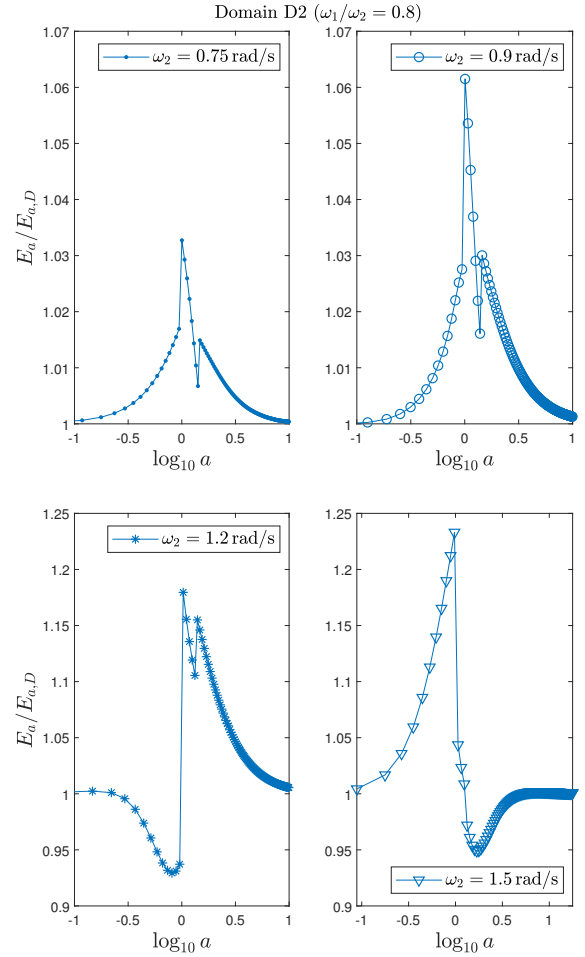 Domain D2 (ω₁/ω₂ = 0.8)
ω₂ = 0.75 rad/s
1.07
1.06
1.05
1.04
1.03
1.02
1.01
1
E_a/E_{a,D}
-1 -0.5 0 0.5 1
log₁₀ a
ω₂ = 0.9 rad/s
1.07
1.06
1.05
1.04
1.03
1.02
1.01
1
-1 -0.5 0 0.5 1
log₁₀ a
ω₂ = 1.2 rad/s
1.25
1.2
1.15
1.1
1.05
1
0.95
0.9
E_a/E_{a,D}
-1 -0.5 0 0.5 1
log₁₀ a
1.25
1.2
1.15
1.1
1.05
1
0.95
0.9
ω₂ = 1.5 rad/s
-1 -0.5 0 0.5 1
log₁₀ a